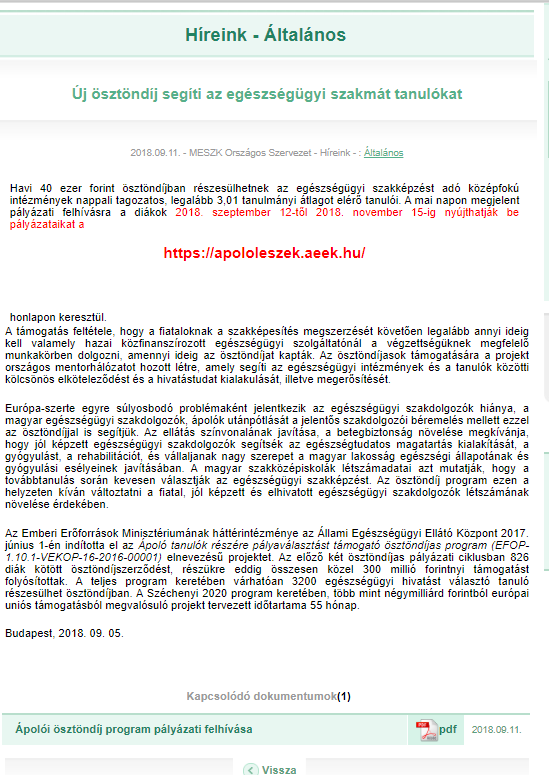 Híreink - Általános
Új ösztöndíj segíti az egészségügyi szakmát tanulókat
2018.09.11. - MESZK Országos Szervezet - Híreink - : Általános
Havi 40 ezer forint ösztöndíjban részesülhetnek az egészségügyi szakképzést adó középfokú
intézmények nappali tagozatos, legalább 3,01 tanulmányi átlagot elérő tanulói. A mai napon megjelent
pályázati felhívásra a diákok 2018. szeptember 12-től 2018. november 15-ig nyújthatják be
pályázataikat a
https://apololeszek.aeek.hu/
honlapon keresztül.
A támogatás feltétele, hogy a fiataloknak a szakképesítés megszerzését követően legalább annyi ideig
kell valamely hazai közfinanszírozott egészségügyi szolgáltatónál a végzettségüknek megfelelő
munkakörben dolgozni, amennyi ideig az ösztöndíjat kapták. Az ösztöndíjasok támogatására a projekt
országos mentorhálózatot hozott létre, amely segíti az egészségügyi intézmények és a tanulók közötti
kölcsönös elköteleződést és a hivatástudat kialakulását, illetve megerősítését.
Európa-szerte egyre súlyosbodó problémaként jelentkezik az egészségügyi szakdolgozók hiánya, a
magyar egészségügyi szakdolgozók, ápolók utánpótlását a jelentős szakdolgozói béremelés mellett ezzel
az ösztöndíjjal is segítjük. Az ellátás színvonalának javítása, a betegbiztonság növelése megkívánja,
hogy jól képzett egészségügyi szakdolgozók segítsék az egészségtudatos magatartás kialakítását, a
gyógyulást, a rehabilitációt, és vállaljanak nagy szerepet a magyar lakosság egészségi állapotának és
gyógyulási esélyeinek javításában. A magyar szakközépiskolák létszámadatai azt mutatják, hogy a
továbbtanulás során kevesen választják az egészségügyi szakképzést. Az ösztöndíj program ezen a
helyzeten kíván változtatni a fiatal, jól képzett és elhivatott egészségügyi szakdolgozók létszámának
növelése érdekében.
Az Emberi Erőforrások Minisztériumának háttérintézménye az Állami Egészségügyi Ellátó Központ 2017.
június 1-én indította el az Ápoló tanulók részére pályaválasztást támogató ösztöndíjas program (EFOP-
1.10.1-VEKOP-16-2016-00001) elnevezésű projektet. Az előző két ösztöndíjas pályázati ciklusban 826
diák kötött ösztöndíjszerződést, részükre eddig összesen közel 300 millió forintnyi támogatást
folyósítottak. A teljes program keretében várhatóan 3200 egészségügyi hivatást választó tanuló
részesülhet ösztöndíjban. A Széchenyi 2020 program keretében, több mint négymilliárd forintból európai
uniós támogatásból megvalósuló projekt tervezett időtartama 55 hónap.
Budapest, 2018. 09. 05.
Kapcsolódó dokumentumok(1)
Ápolói ösztöndíj program pályázati felhívása pdf 2018.09.11.
Vissza